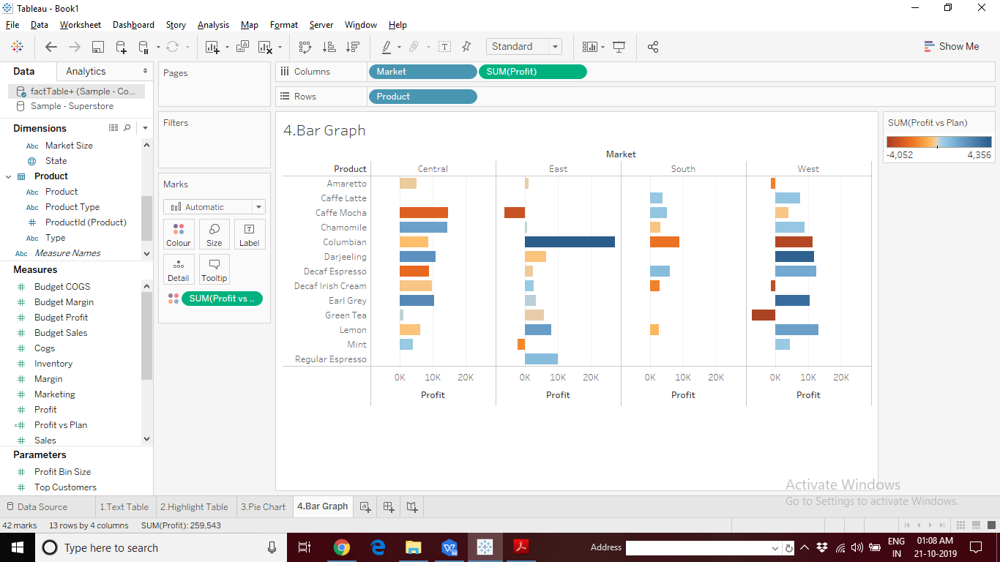 Tableau - Book1
File Data Worksheet Dashboard Story Analysis Map Format Server Window Help
Standard
Show Me
Data Analytics
factTable+ (Sample - Co...
Sample - Superstore
Dimensions
Abc Market Size
State
Product
Abc Product
Abc Product Type
# ProductId (Product)
Abc Type
Abc Measure Names
Measures
# Budget COGS
# Budget Margin
# Budget Profit
# Budget Sales
# Cogs
# Inventory
# Margin
# Marketing
# Profit
=# Profit vs Plan
# Sales
Parameters
# Profit Bin Size
# Top Customers
Pages
Filters
Marks
Automatic
Colour Size Label
Detail Tooltip
SUM(Profit vs ..
Columns Market SUM(Profit)
Rows Product
4.Bar Graph
Market
Product Central East South West
Amaretto
Caffe Latte
Caffe Mocha
Chamomile
Columbian
Darjeeling
Decaf Espresso
Decaf Irish Cream
Earl Grey
Green Tea
Lemon
Mint
Regular Espresso
0K 10K 20K 0K 10K 20K 0K 10K 20K 0K 10K 20K
Profit Profit Profit Profit
SUM(Profit vs Plan)
-4,052 4,356
Activate Windows
Go to Settings to activate Windows.
Data Source 1.Text Table 2.Highlight Table 3.Pie Chart 4.Bar Graph
42 marks 13 rows by 4 columns SUM(Profit): 259,543
Type here to search
Address
ENG
IN
01:08 AM
21-10-2019